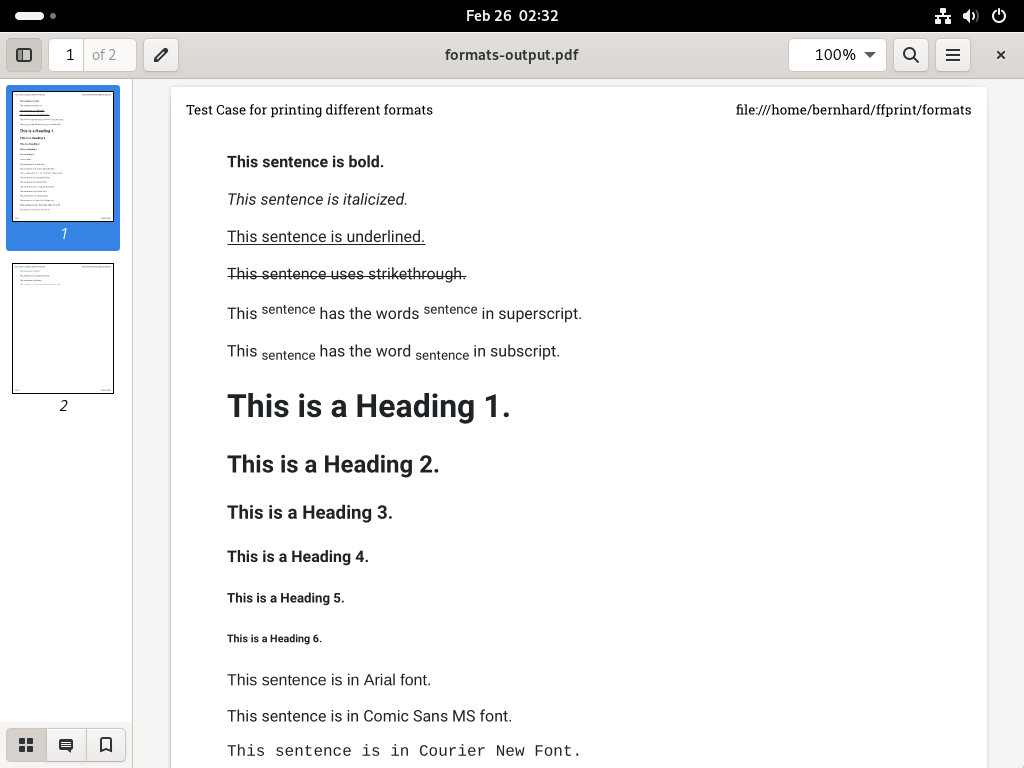 Feb 26 02:32
1 of 2
formats-output.pdf
100%
1
2
Test Case for printing different formats
file:///home/bernhard/ffprint/formats
This sentence is bold.
This sentence is italicized.
This sentence is underlined.
This sentence uses strikethrough.
This sentence has the words sentence in superscript.
This sentence has the word sentence in subscript.
This is a Heading 1.
This is a Heading 2.
This is a Heading 3.
This is a Heading 4.
This is a Heading 5.
This is a Heading 6.
This sentence is in Arial font.
This sentence is in Comic Sans MS font.
This sentence is in Courier New Font.